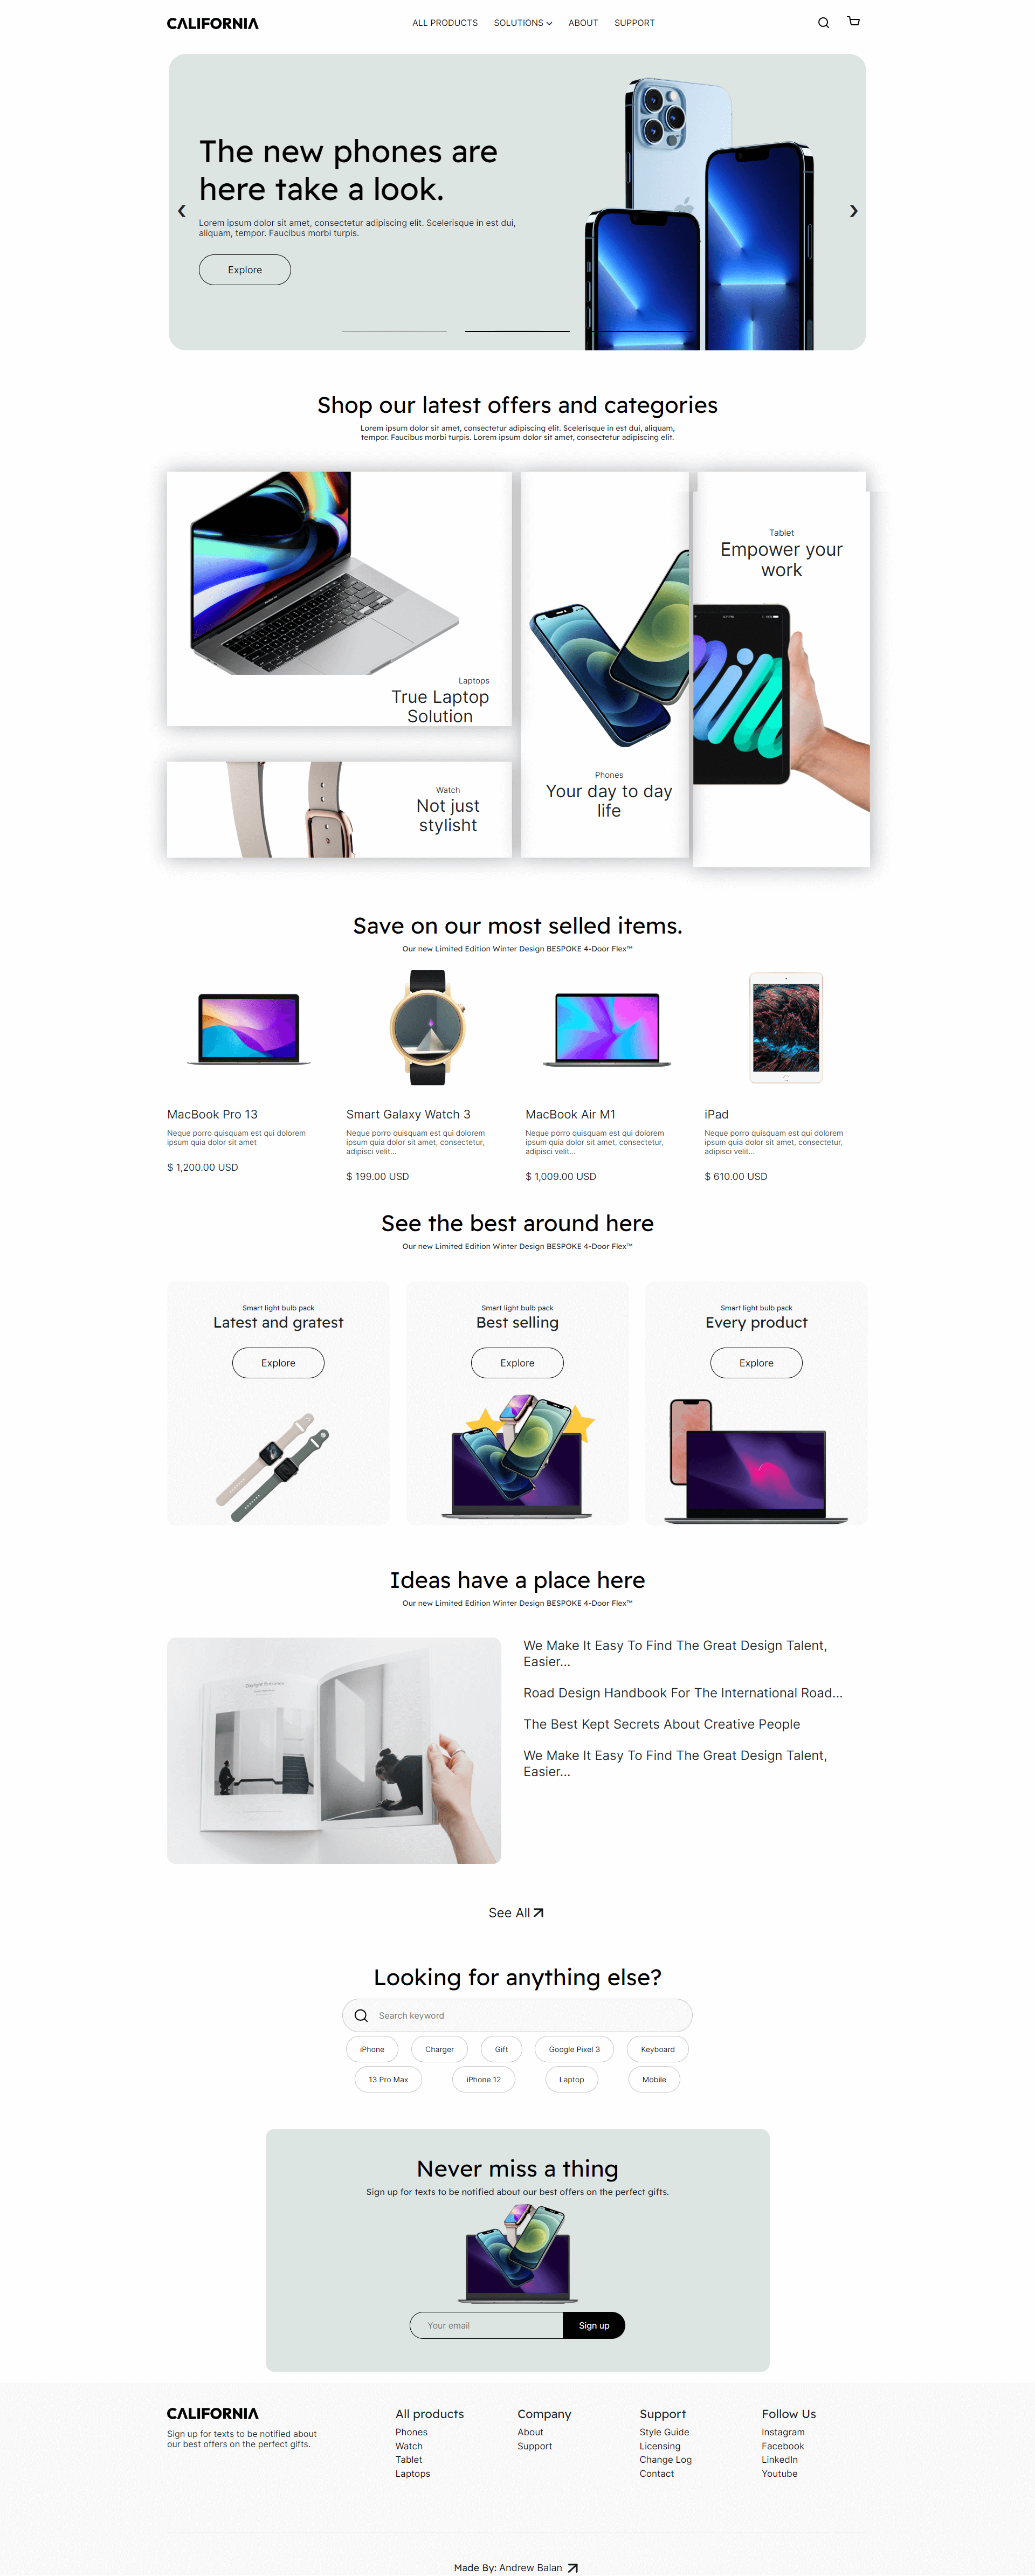 CALIFORNIA
ALL PRODUCTS
SOLUTIONS
ABOUT
SUPPORT
The new phones are
here take a look.
Lorem ipsum dolor sit amet, consectetur adipiscing elit. Scelerisque in est dui,
aliquam, tempor. Faucibus morbi turpis.
Explore
Shop our latest offers and categories
Lorem ipsum dolor sit amet, consectetur adipiscing elit. Scelerisque in est dui, aliquam,
tempor. Faucibus morbi turpis. Lorem ipsum dolor sit amet, consectetur adipiscing elit.
Laptops
True Laptop
Solution
Watch
Not just
stylisht
Phones
Your day to day
life
Tablet
Empower your
work
Save on our most selled items.
Our new Limited Edition Winter Design BESPOKE 4-Door Flex™
MacBook Pro 13
Neque porro quisquam est qui dolorem
ipsum quia dolor sit amet
$ 1,200.00 USD
Smart Galaxy Watch 3
Neque porro quisquam est qui dolorem
ipsum quia dolor sit amet, consectetur,
adipisci velit...
$ 199.00 USD
MacBook Air M1
Neque porro quisquam est qui dolorem
ipsum quia dolor sit amet, consectetur,
adipisci velit...
$ 1,009.00 USD
iPad
Neque porro quisquam est qui dolorem
ipsum quia dolor sit amet, consectetur,
adipisci velit...
$ 610.00 USD
See the best around here
Our new Limited Edition Winter Design BESPOKE 4-Door Flex™
Smart light bulb pack
Latest and gratest
Explore
Smart light bulb pack
Best selling
Explore
Smart light bulb pack
Every product
Explore
Ideas have a place here
Our new Limited Edition Winter Design BESPOKE 4-Door Flex™
Daylight Entrance
We Make It Easy To Find The Great Design Talent,
Easier...
Road Design Handbook For The International Road...
The Best Kept Secrets About Creative People
We Make It Easy To Find The Great Design Talent,
Easier...
See All
Looking for anything else?
Search keyword
iPhone
Charger
Gift
Google Pixel 3
Keyboard
13 Pro Max
iPhone 12
Laptop
Mobile
Never miss a thing
Sign up for texts to be notified about our best offers on the perfect gifts.
Your email
Sign up
CALIFORNIA
Sign up for texts to be notified about
our best offers on the perfect gifts.
All products
Phones
Watch
Tablet
Laptops
Company
About
Support
Support
Style Guide
Licensing
Change Log
Contact
Follow Us
Instagram
Facebook
LinkedIn
Youtube
Made By: Andrew Balan